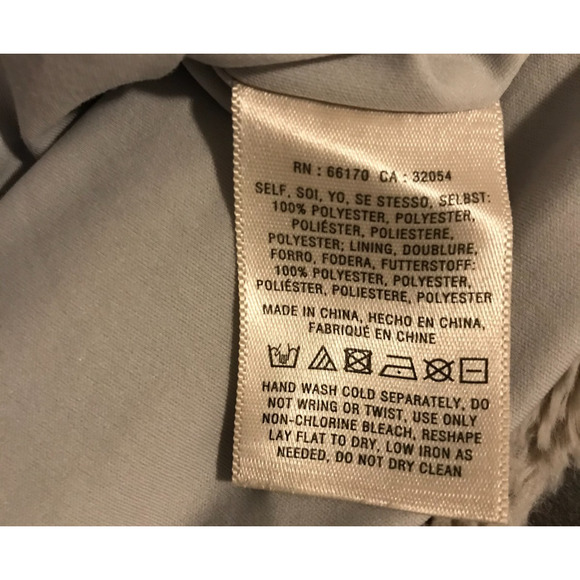 RN : 66170 CA : 32054
SELF, SOI, YO, SE STESSO, SELBST:
100% POLYESTER, POLYESTER,
POLIÉSTER, POLIESTERE,
POLYESTER; LINING, DOUBLURE,
FORRO, FODERA, FUTTERSTOFF:
100% POLYESTER, POLYESTER,
POLIÉSTER, POLIESTERE, POLYESTER
MADE IN CHINA, HECHO EN CHINA,
FABRIQUÉ EN CHINE
HAND WASH COLD SEPARATELY, DO
NOT WRING OR TWIST, USE ONLY
NON-CHLORINE BLEACH, RESHAPE
LAY FLAT TO DRY, LOW IRON AS
NEEDED, DO NOT DRY CLEAN